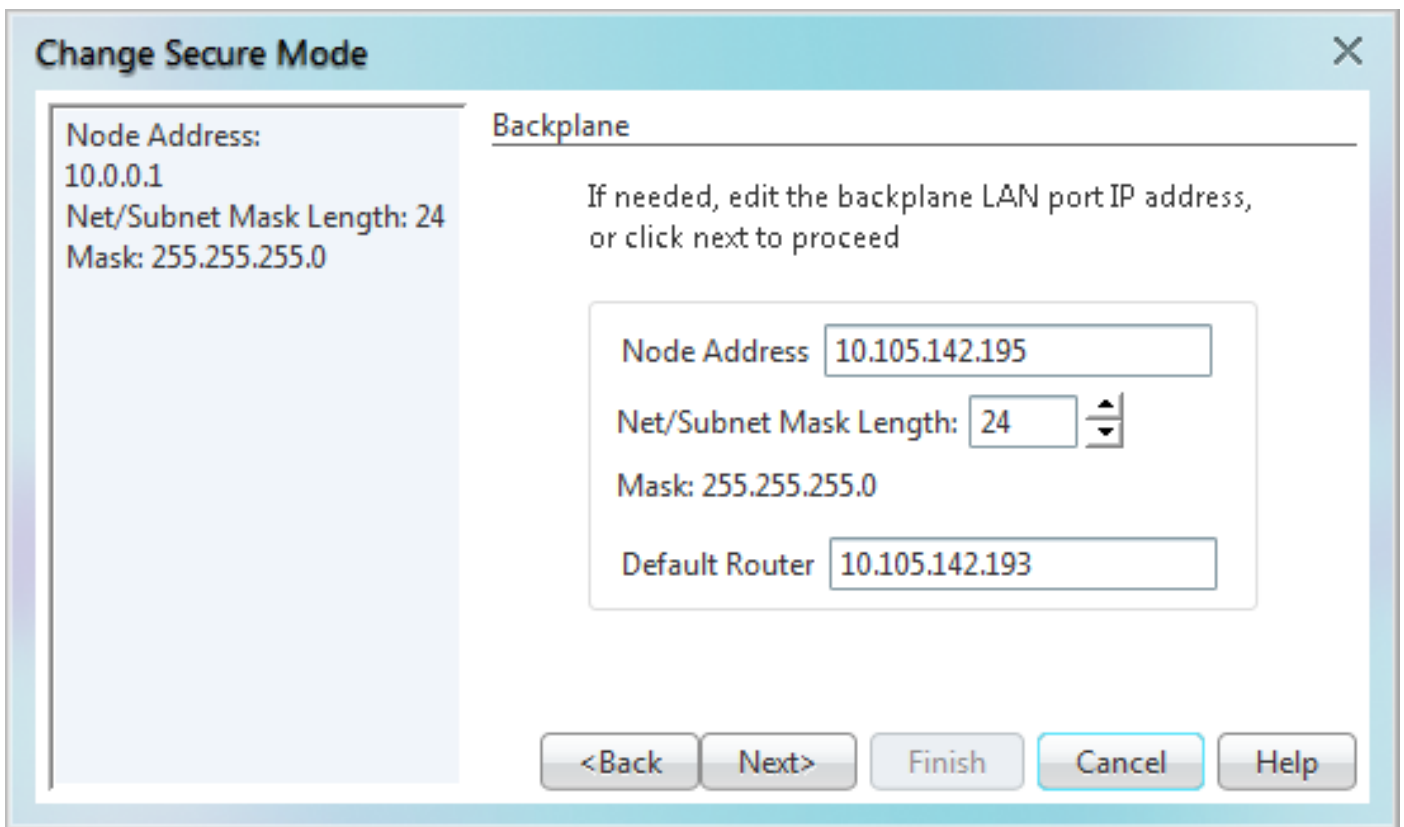 Change Secure Mode
Node Address:
10.0.0.1
Net/Subnet Mask Length: 24
Mask: 255.255.255.0
Backplane
If needed, edit the backplane LAN port IP address,
or click next to proceed
Node Address 10.105.142.195
Net/Subnet Mask Length: 24
Mask: 255.255.255.0
Default Router 10.105.142.193
<Back Next> Finish Cancel Help